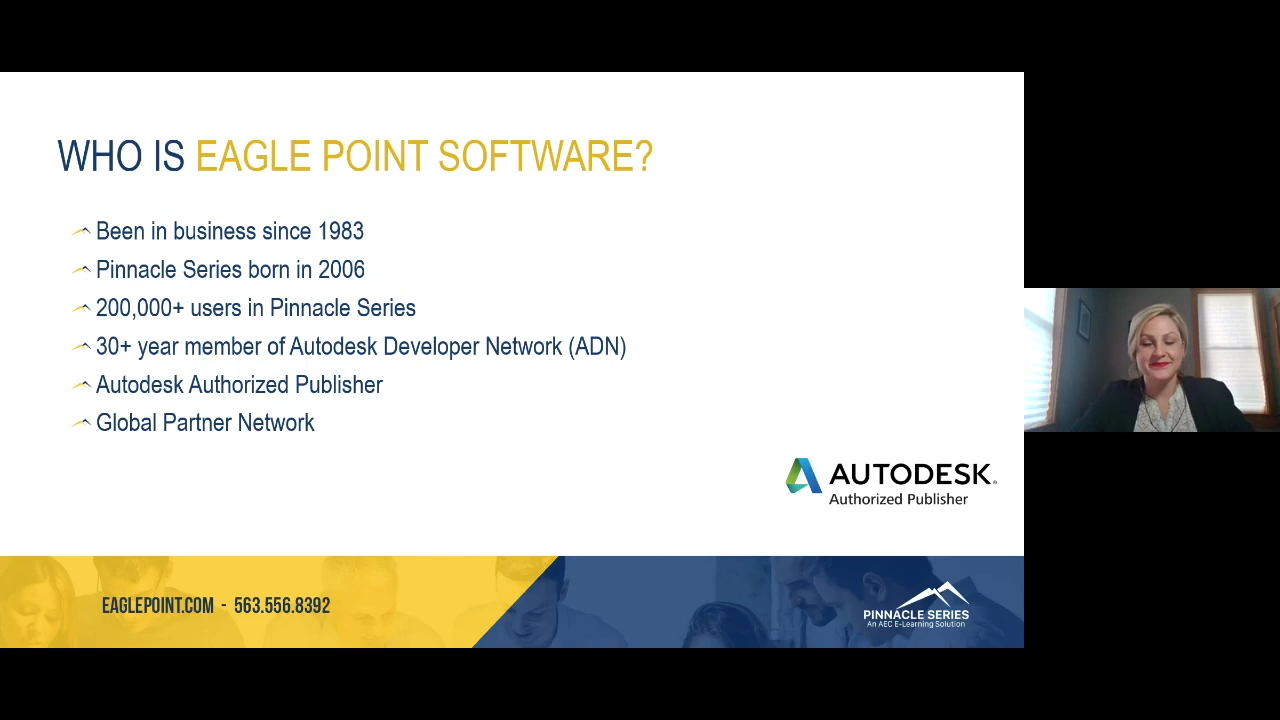 WHO IS EAGLE POINT SOFTWARE?
Been in business since 1983
Pinnacle Series born in 2006
200,000+ users in Pinnacle Series
30+ year member of Autodesk Developer Network (ADN)
Autodesk Authorized Publisher
Global Partner Network
AUTODESK®
Authorized Publisher
EAGLEPOINT.COM - 563.556.8392
PINNACLE SERIES
An AEC E-Learning Solution